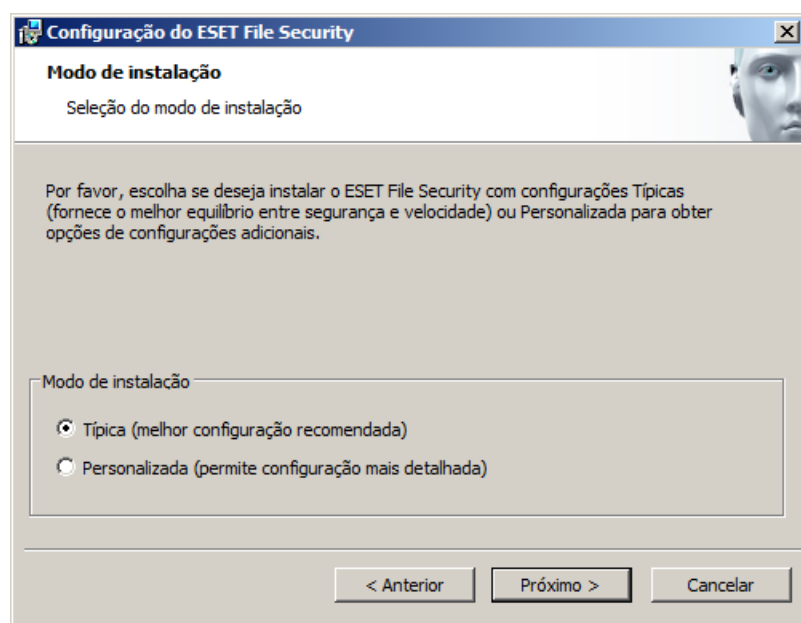 Configuração do ESET File Security
Modo de instalação
Seleção do modo de instalação
Por favor, escolha se deseja instalar o ESET File Security com configurações Típicas
(fornece o melhor equilíbrio entre segurança e velocidade) ou Personalizada para obter
opções de configurações adicionais.
Modo de instalação
Típica (melhor configuração recomendada)
Personalizada (permite configuração mais detalhada)
< Anterior
Próximo >
Cancelar